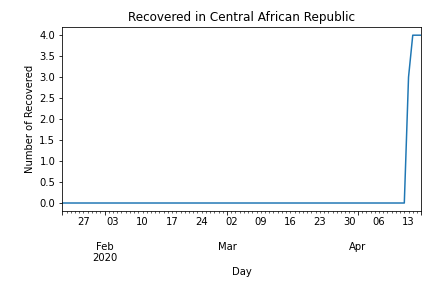 Recovered in Central African Republic
4.0
3.5
3.0
2.5
2.0
1.5
1.0
0.5
0.0
Number of Recovered
27 03 10 17 24 02 09 16 23 30 06 13
Feb Mar Apr
2020
Day